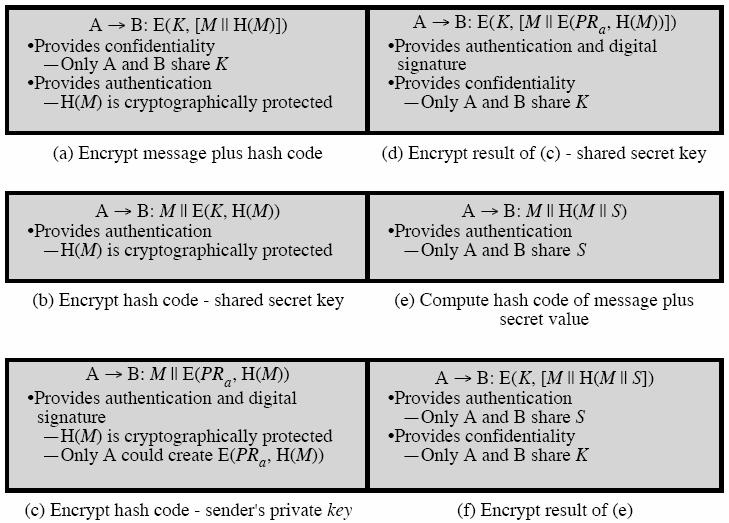 A → B: E(K, [M || H(M)])
•Provides confidentiality
—Only A and B share K
•Provides authentication
—H(M) is cryptographically protected
(a) Encrypt message plus hash code
A → B: E(K, [M || E(PRa, H(M))])
•Provides authentication and digital
signature
•Provides confidentiality
—Only A and B share K
(d) Encrypt result of (c) - shared secret key
A → B: M || E(K, H(M))
•Provides authentication
—H(M) is cryptographically protected
(b) Encrypt hash code - shared secret key
A → B: M || H(M || S)
•Provides authentication
—Only A and B share S
(e) Compute hash code of message plus
secret value
A → B: M || E(PRa, H(M))
•Provides authentication and digital
signature
—H(M) is cryptographically protected
—Only A could create E(PRa, H(M))
(c) Encrypt hash code - sender's private key
A → B: E(K, [M || H(M || S])
•Provides authentication
—Only A and B share S
•Provides confidentiality
—Only A and B share K
(f) Encrypt result of (e)